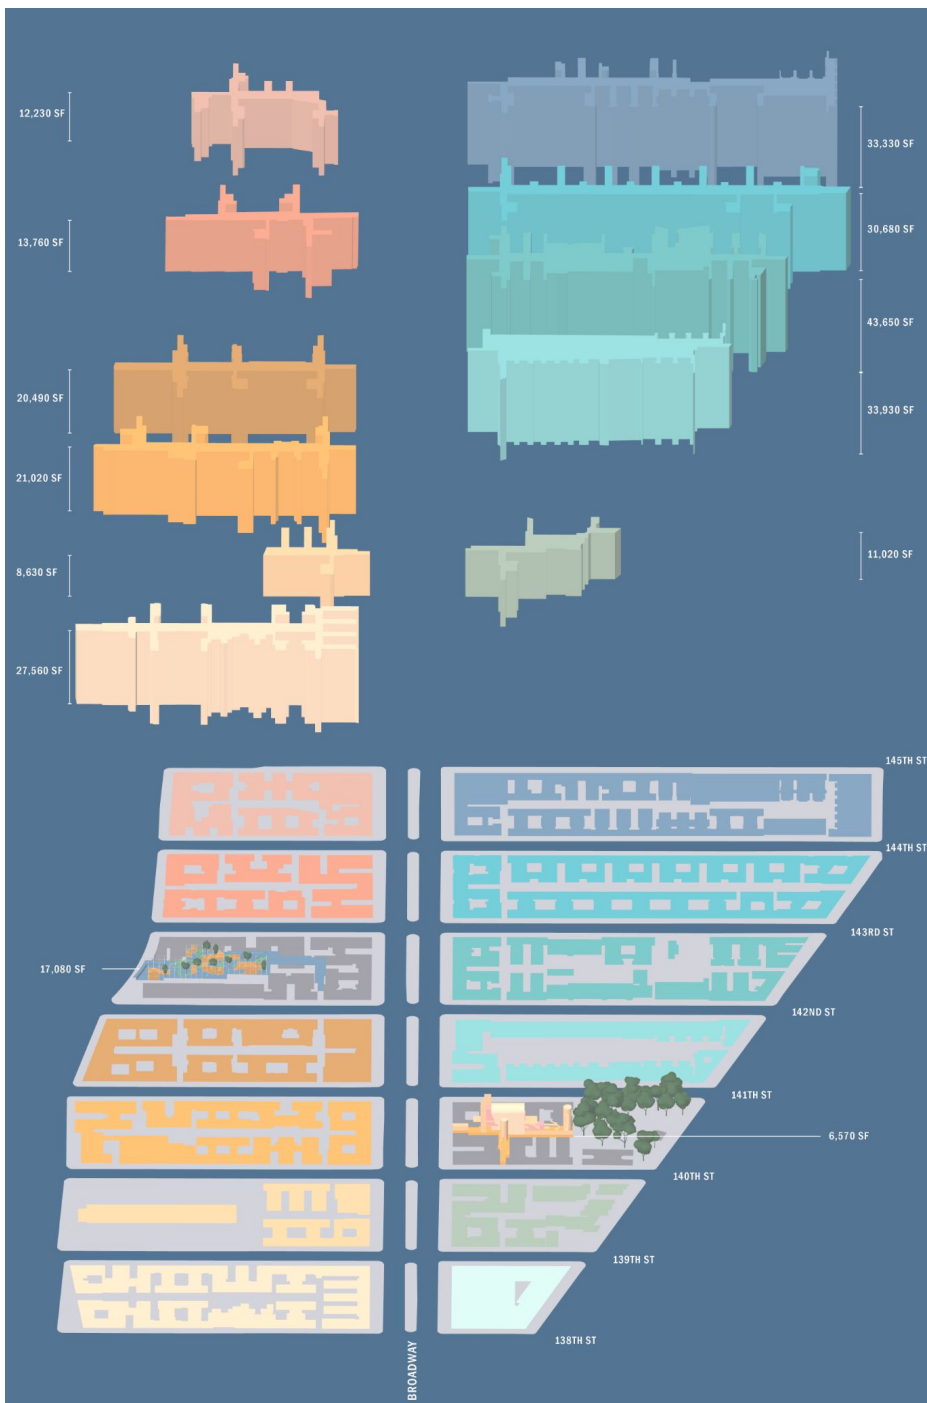 12,230 SF
33,330 SF
13,760 SF
30,680 SF
43,650 SF
20,490 SF
33,930 SF
21,020 SF
8,630 SF
11,020 SF
27,560 SF
145TH ST
144TH ST
143RD ST
17,080 SF
142ND ST
141TH ST
6,570 SF
140TH ST
139TH ST
138TH ST
BROADWAY